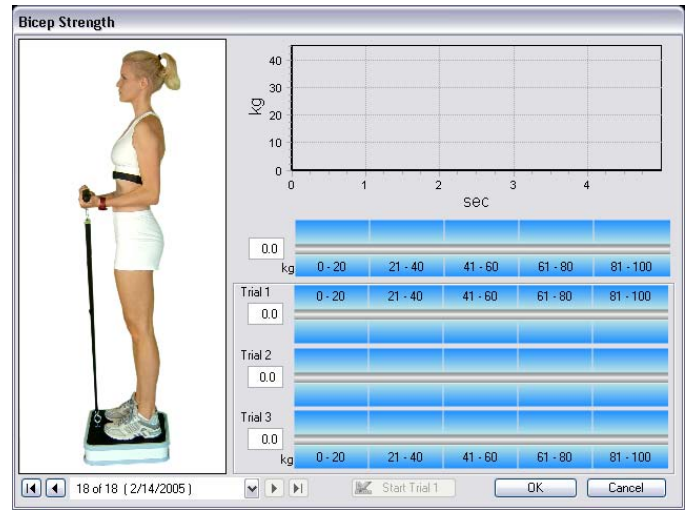 Bicep Strength
40
30
20
10
0
kg
0 1 2 3 4
sec
0.0
kg 0 - 20 21 - 40 41 - 60 61 - 80 81 - 100
Trial 1 0 - 20 21 - 40 41 - 60 61 - 80 81 - 100
0.0
Trial 2
0.0
Trial 3
0.0
kg 0 - 20 21 - 40 41 - 60 61 - 80 81 - 100
18 of 18 ( 2/14/2005 ) Start Trial 1 OK Cancel